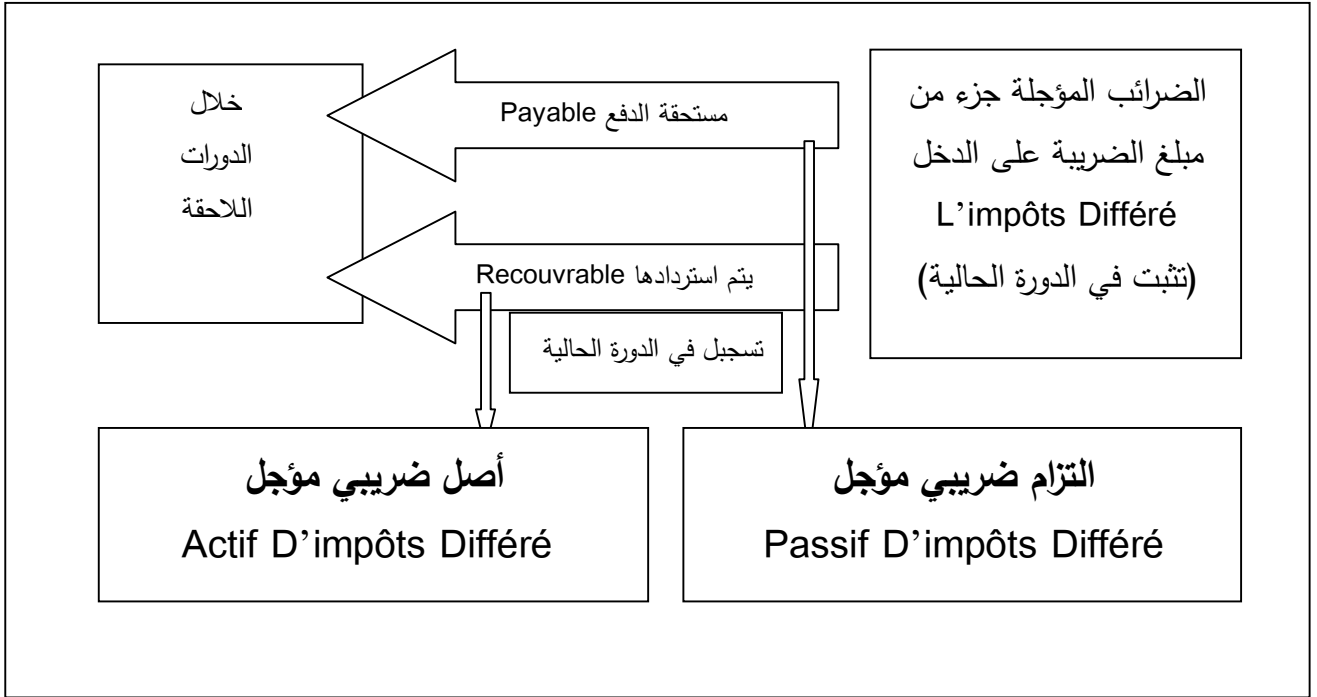 الضرائب المؤجلة جزء من
مبلغ الضريبة على الدخل
L’impôts Différé
(تثبت في الدورة الحالية)
مستحقة الدفع Payable
يتم استردادها Recouvrable
خلال
الدورات
اللاحقة
تسجبل في الدورة الحالية
التزام ضريبي مؤجل
Passif D’impôts Différé
أصل ضريبي مؤجل
Actif D’impôts Différé